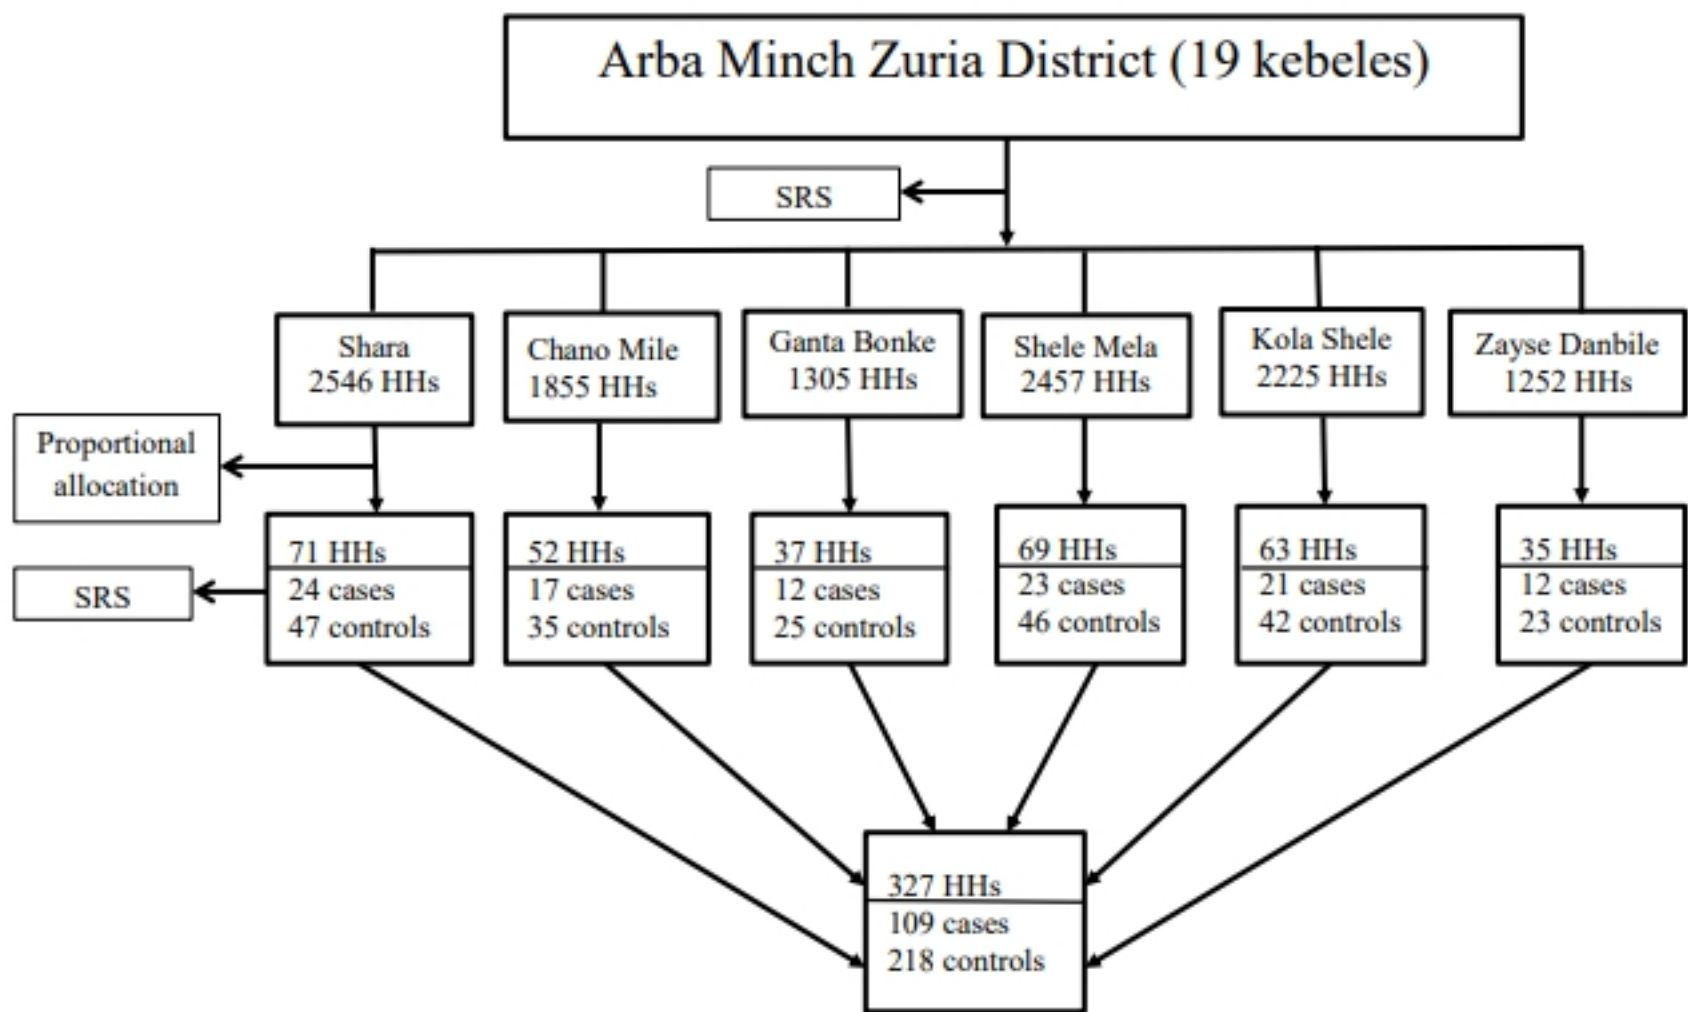 Arba Minch Zuria District (19 kebeles)
SRS
Shara
2546 HHs
Chano Mile
1855 HHs
Ganta Bonke
1305 HHs
Shele Mela
2457 HHs
Kola Shele
2225 HHs
Zayse Danbile
1252 HHs
Proportional
allocation
71 HHs
24 cases
47 controls
52 HHs
17 cases
35 controls
37 HHs
12 cases
25 controls
69 HHs
23 cases
46 controls
63 HHs
21 cases
42 controls
35 HHs
12 cases
23 controls
SRS
327 HHs
109 cases
218 controls